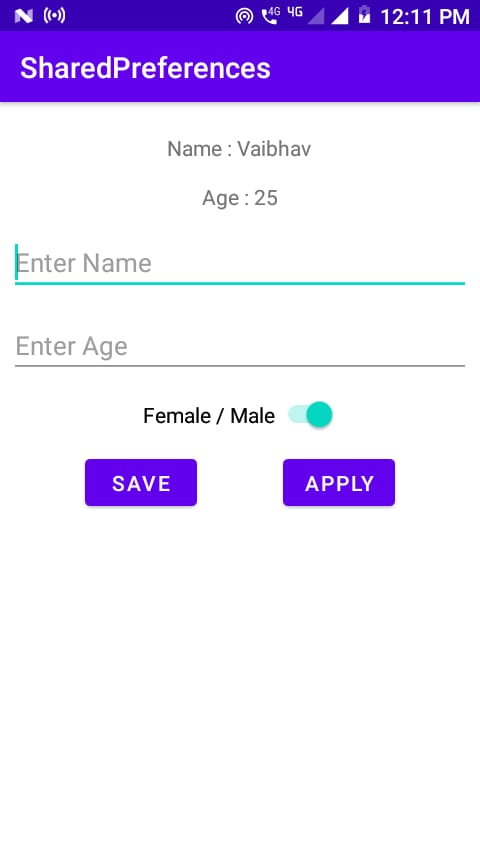 4G 4G 12:11 PM
SharedPreferences
Name : Vaibhav
Age : 25
Enter Name
Enter Age
Female / Male
SAVE APPLY